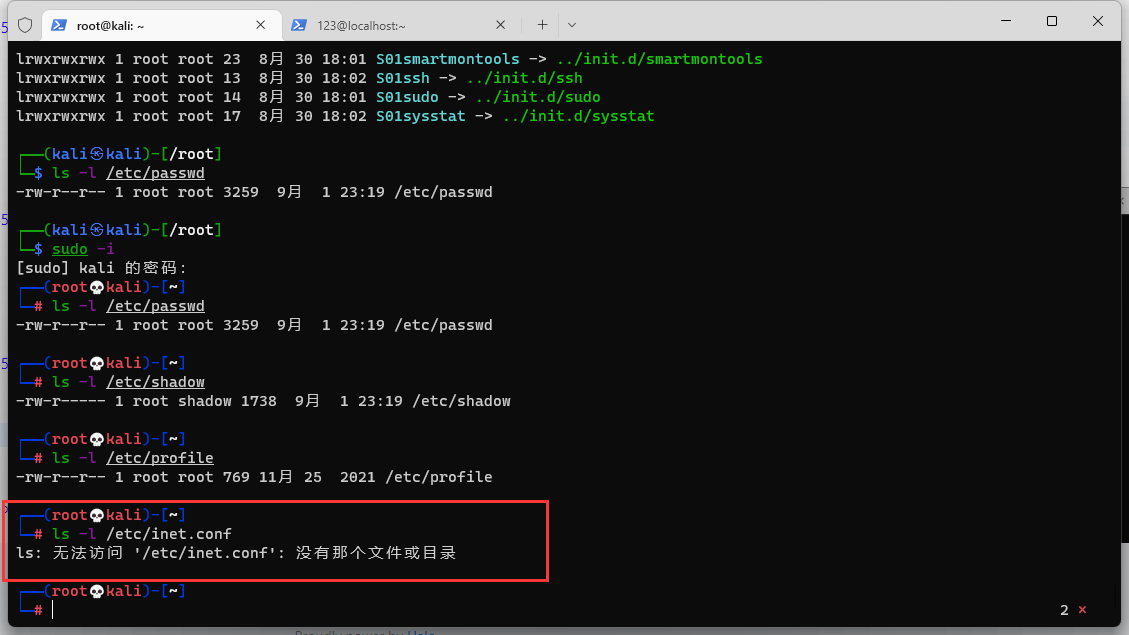 root@kali: ~
123@localhost:~
lrwxrwxrwx 1 root root 23  8月 30 18:01 S01smartmontools -> ../init.d/smartmontools
lrwxrwxrwx 1 root root 13  8月 30 18:02 S01ssh -> ../init.d/ssh
lrwxrwxrwx 1 root root 14  8月 30 18:01 S01sudo -> ../init.d/sudo
lrwxrwxrwx 1 root root 17  8月 30 18:02 S01sysstat -> ../init.d/sysstat
┌──(kali㉿kali)-[/root]
└─$ ls -l /etc/passwd
-rw-r--r-- 1 root root 3259  9月  1 23:19 /etc/passwd
┌──(kali㉿kali)-[/root]
└─$ sudo -i
[sudo] kali 的密码:
┌──(root💀kali)-[~]
└─# ls -l /etc/passwd
-rw-r--r-- 1 root root 3259  9月  1 23:19 /etc/passwd
┌──(root💀kali)-[~]
└─# ls -l /etc/shadow
-rw-r----- 1 root shadow 1738  9月  1 23:19 /etc/shadow
┌──(root💀kali)-[~]
└─# ls -l /etc/profile
-rw-r--r-- 1 root root 769 11月 25  2021 /etc/profile
┌──(root💀kali)-[~]
└─# ls -l /etc/inet.conf
ls: 无法访问 '/etc/inet.conf': 没有那个文件或目录
┌──(root💀kali)-[~]
└─#
2 ×